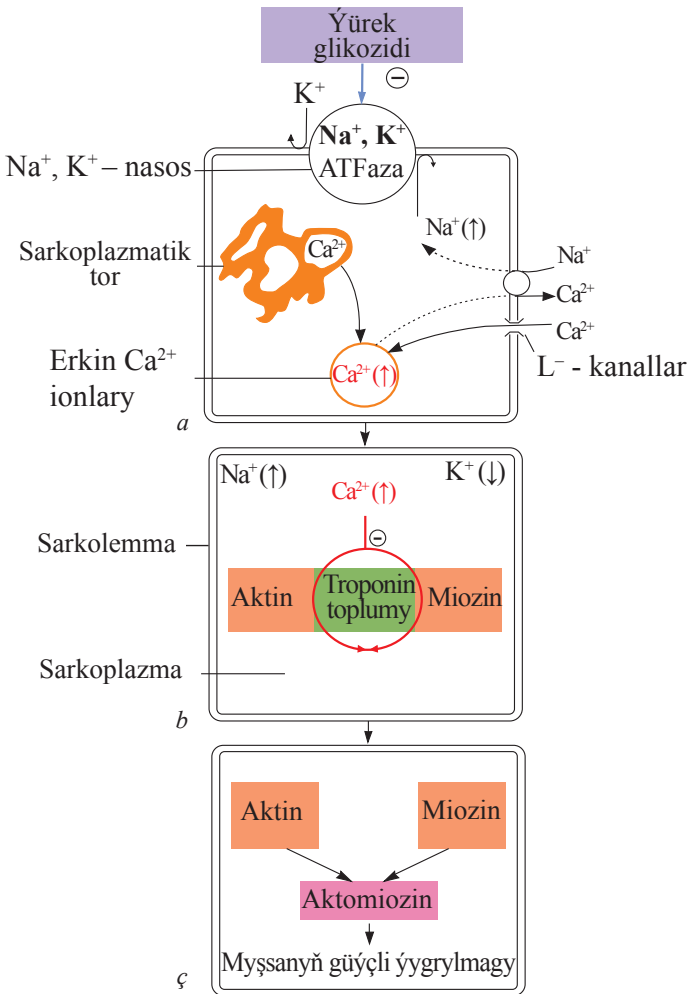 Ýürek
glikozidi
⊖
K⁺
Na⁺, K⁺
ATFaza
Na⁺, K⁺ – nasos
Na⁺(↑)
Ca²⁺
Sarkoplazmatik
tor
Na⁺
Ca²⁺
Ca²⁺
Erkin Ca²⁺
ionlary
Ca²⁺(↑)
L⁻ - kanallar
a
Na⁺(↑)
K⁺(↓)
Ca²⁺(↑)
⊖
Sarkolemma
Aktin
Troponin
toplumy
Miozin
Sarkoplazma
b
Aktin
Miozin
Aktomiozin
Myşsanyň güýçli ýygrylmagy
ç